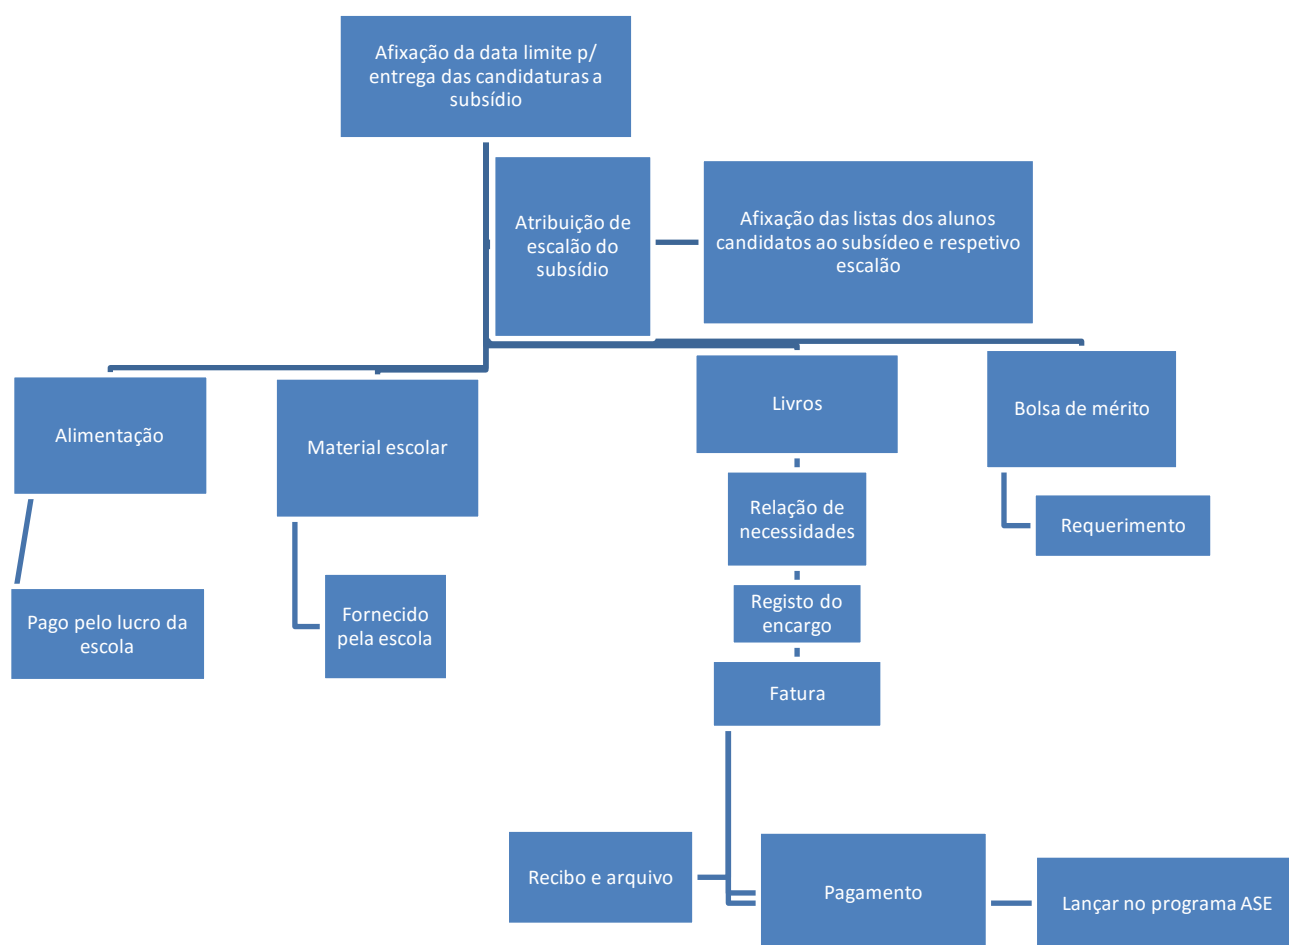 Afixação da data limite p/
entrega das candidaturas a
subsídio
Atribuição de
escalão do
subsídio
Afixação das listas dos alunos
candidatos ao subsídeo e respetivo
escalão
Alimentação
Material escolar
Livros
Bolsa de mérito
Relação de
necessidades
Requerimento
Pago pelo lucro da
escola
Fornecido
pela escola
Registo do
encargo
Fatura
Recibo e arquivo
Pagamento
Lançar no programa ASE